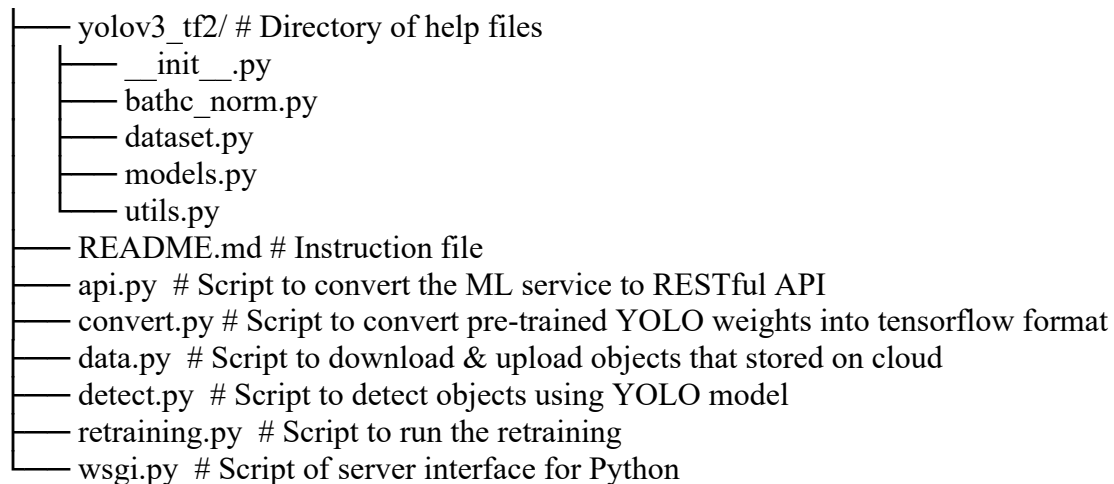 yolov3_tf2/ # Directory of help files
__init__.py
bathc_norm.py
dataset.py
models.py
utils.py
README.md # Instruction file
api.py # Script to convert the ML service to RESTful API
convert.py # Script to convert pre-trained YOLO weights into tensorflow format
data.py # Script to download & upload objects that stored on cloud
detect.py # Script to detect objects using YOLO model
retraining.py # Script to run the retraining
wsgi.py # Script of server interface for Python